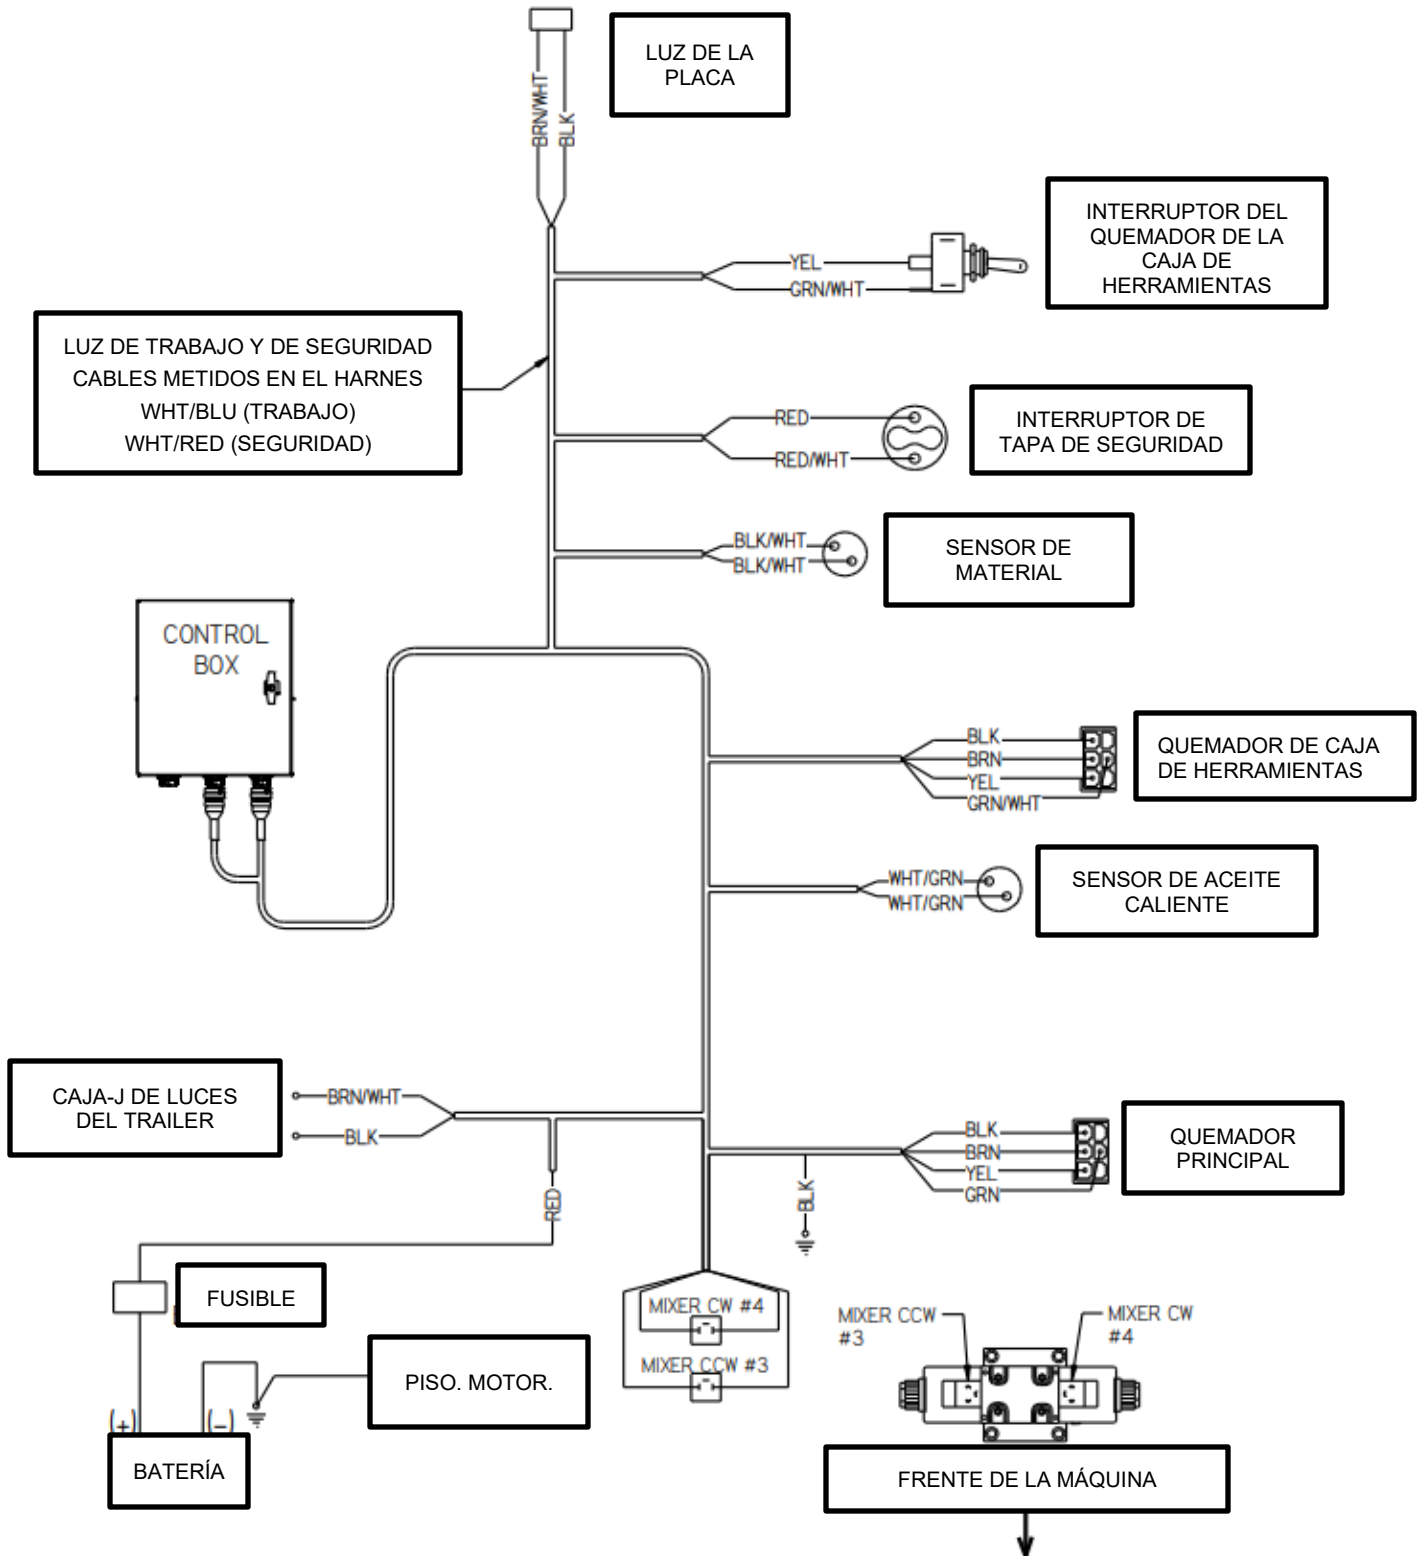 LUZ DE LA
PLACA
BRN/WHT
BLK
INTERRUPTOR DEL
QUEMADOR DE LA
CAJA DE
HERRAMIENTAS
YEL
GRN/WHT
LUZ DE TRABAJO Y DE SEGURIDAD
CABLES METIDOS EN EL HARNES
WHT/BLU (TRABAJO)
WHT/RED (SEGURIDAD)
RED
RED/WHT
INTERRUPTOR DE
TAPA DE SEGURIDAD
BLK/WHT
BLK/WHT
SENSOR DE
MATERIAL
CONTROL
BOX
BLK
BRN
YEL
GRN/WHT
QUEMADOR DE CAJA
DE HERRAMIENTAS
WHT/GRN
WHT/GRN
SENSOR DE ACEITE
CALIENTE
CAJA-J DE LUCES
DEL TRAILER
BRN/WHT
BLK
RED
BLK
BRN
YEL
GRN
BLK
QUEMADOR
PRINCIPAL
FUSIBLE
MIXER CW #4
MIXER CCW #3
MIXER CCW
#3
MIXER CW
#4
PISO. MOTOR.
(+)
(-)
BATERÍA
FRENTE DE LA MÁQUINA